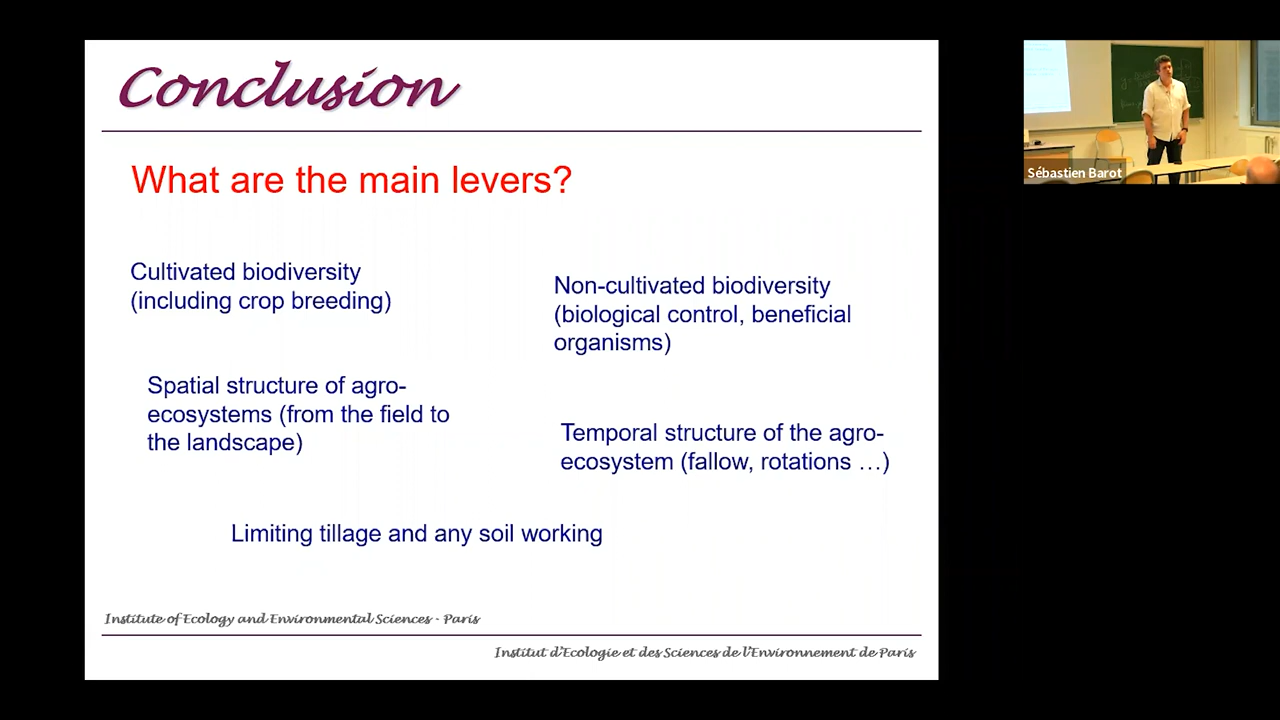 Conclusion
What are the main levers?
Cultivated biodiversity
(including crop breeding)
Non-cultivated biodiversity
(biological control, beneficial
organisms)
Spatial structure of agro-
ecosystems (from the field to
the landscape)
Temporal structure of the agro-
ecosystem (fallow, rotations …)
Limiting tillage and any soil working
Institute of Ecology and Environmental Sciences - Paris
Institut d'Ecologie et des Sciences de l'Environnement de Paris
Sébastien Barot